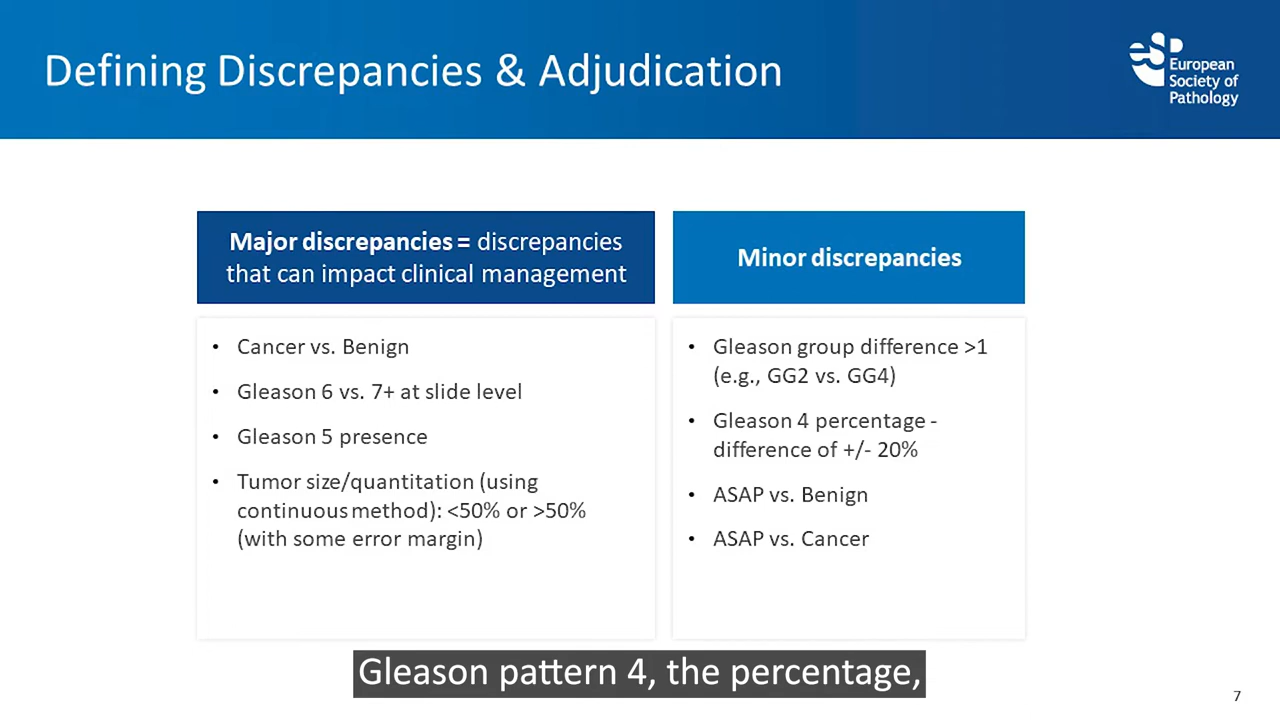 Defining Discrepancies & Adjudication
European
Society of
Pathology
Major discrepancies = discrepancies
that can impact clinical management
• Cancer vs. Benign
• Gleason 6 vs. 7+ at slide level
• Gleason 5 presence
• Tumor size/quantitation (using
continuous method): <50% or >50%
(with some error margin)
Minor discrepancies
• Gleason group difference >1
(e.g., GG2 vs. GG4)
• Gleason 4 percentage -
difference of +/- 20%
• ASAP vs. Benign
• ASAP vs. Cancer
Gleason pattern 4, the percentage,
7